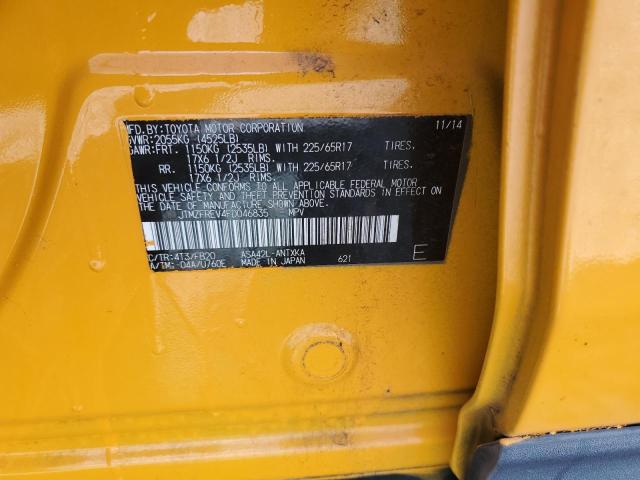 MFD.BY:TOYOTA MOTOR CORPORATION 11/14
GVWR:2055KG (4525LB)
GAWR:FRT. 1150KG (2535LB) WITH 225/65R17 TIRES.
17X6 1/2J RIMS.
RR. 1150KG (2535LB) WITH 225/65R17 TIRES.
17X6 1/2J RIMS.
THIS VEHICLE CONFORMS TO ALL APPLICABLE FEDERAL MOTOR
VEHICLE SAFETY AND THEFT PREVENTION STANDARDS IN EFFECT
ON THE DATE OF MANUFACTURE SHOWN ABOVE.
JTMZFREV4FD046835 MPV
C/TR:4T3/FB20 ASA42L-ANTXKA
A/TM:-04A/U760E MADE IN JAPAN 621 E